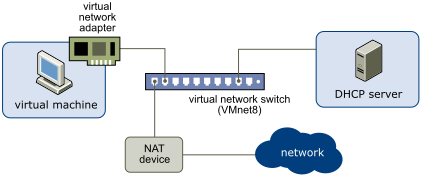 virtual
network
adapter
virtual machine
virtual network switch
(VMnet8)
DHCP server
NAT
device
network